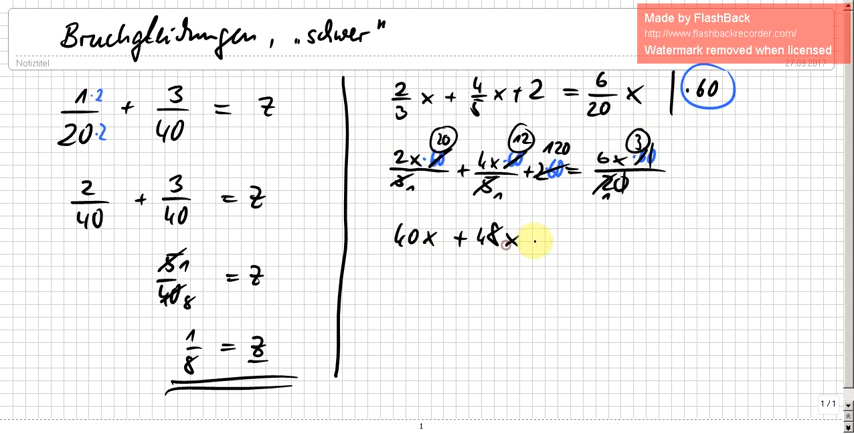 Bruchgleichungen, „schwer"
Made by FlashBack
http://www.flashbackrecorder.com/
Watermark removed when licensed
Notiztitel
27.09.2017
1·2/20·2 + 3/40 = z
2/40 + 3/40 = z
5 1/40 8 = z
1/8 = z
2/3 x + 4/5 x + 2 = 6/20 x | ·60
20 12 120 3
2x·60/3 1 + 4x·60/5 1 + 2·60 = 6x·60/20 1
40x + 48x
1
1/1